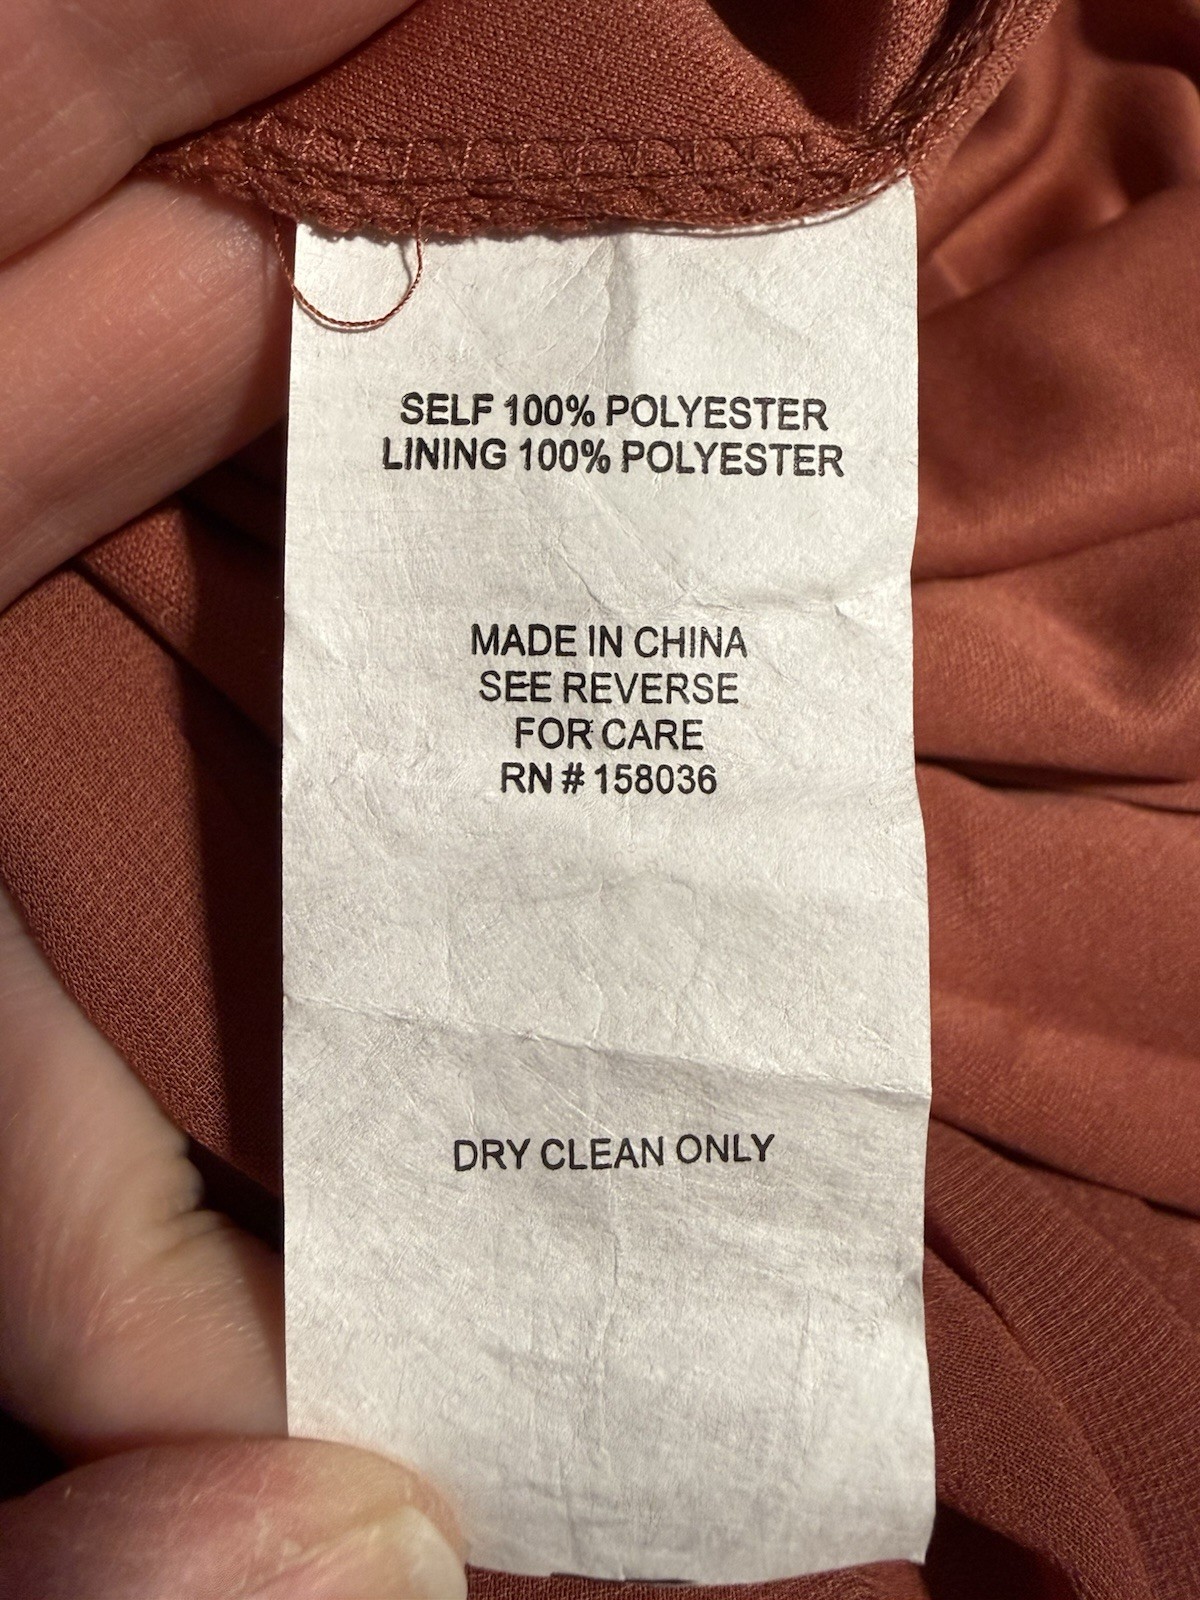 SELF 100% POLYESTER
LINING 100% POLYESTER
MADE IN CHINA
SEE REVERSE
FOR CARE
RN # 158036
DRY CLEAN ONLY